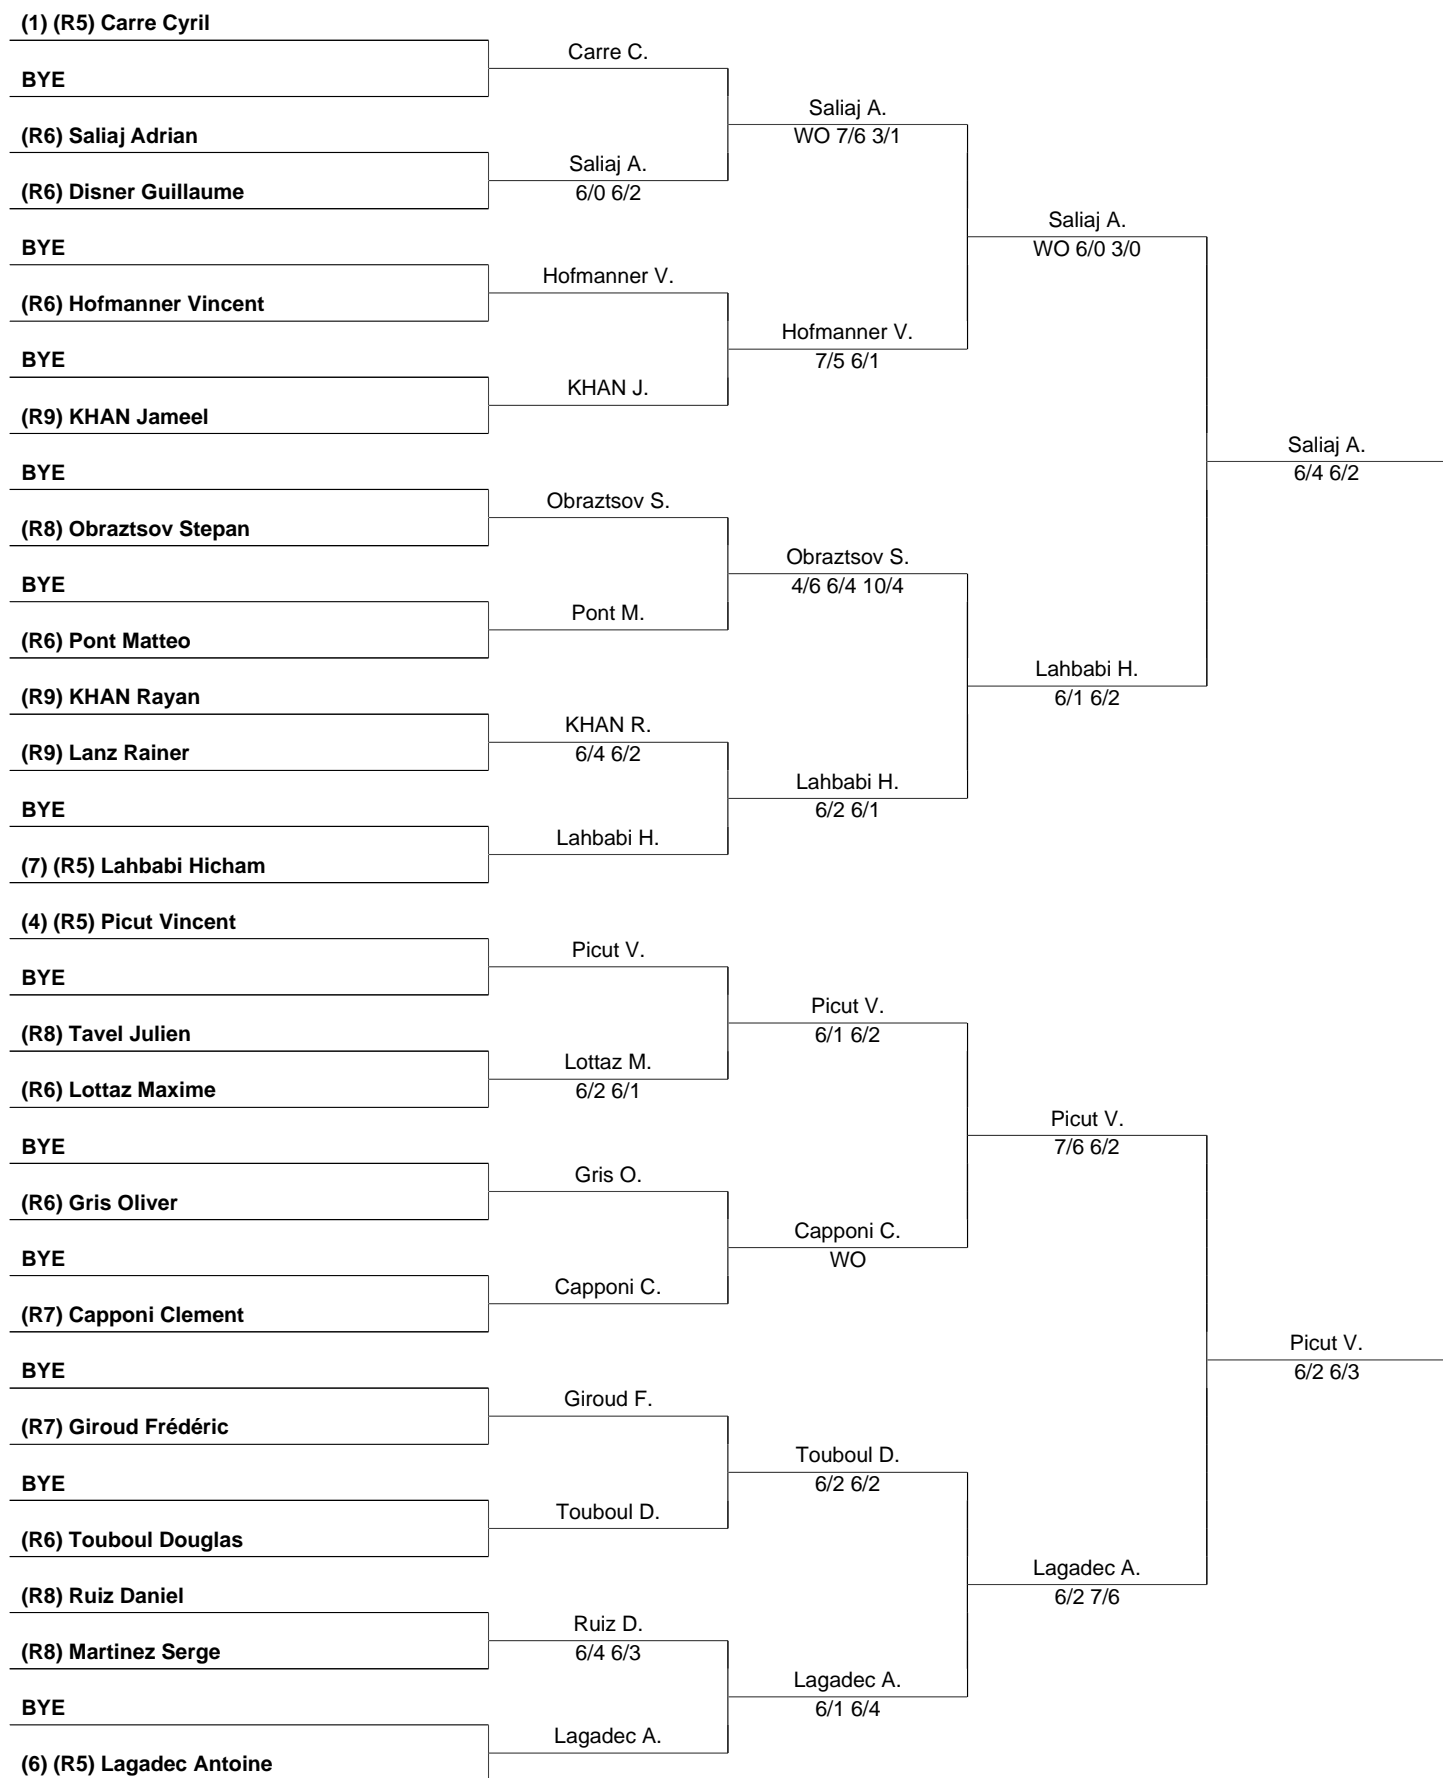 (1) (R5) Carre Cyril
BYE
(R6) Saliaj Adrian
(R6) Disner Guillaume
BYE
(R6) Hofmanner Vincent
BYE
(R9) KHAN Jameel
BYE
(R8) Obraztsov Stepan
BYE
(R6) Pont Matteo
(R9) KHAN Rayan
(R9) Lanz Rainer
BYE
(7) (R5) Lahbabi Hicham
(4) (R5) Picut Vincent
BYE
(R8) Tavel Julien
(R6) Lottaz Maxime
BYE
(R6) Gris Oliver
BYE
(R7) Capponi Clement
BYE
(R7) Giroud Frédéric
BYE
(R6) Touboul Douglas
(R8) Ruiz Daniel
(R8) Martinez Serge
BYE
(6) (R5) Lagadec Antoine
Carre C.
Saliaj A.
6/0 6/2
Hofmanner V.
KHAN J.
Obraztsov S.
Pont M.
KHAN R.
6/4 6/2
Lahbabi H.
Picut V.
Lottaz M.
6/2 6/1
Gris O.
Capponi C.
Giroud F.
Touboul D.
Ruiz D.
6/4 6/3
Lagadec A.
Saliaj A.
WO 7/6 3/1
Hofmanner V.
7/5 6/1
Obraztsov S.
4/6 6/4 10/4
Lahbabi H.
6/2 6/1
Picut V.
6/1 6/2
Capponi C.
WO
Touboul D.
6/2 6/2
Lagadec A.
6/1 6/4
Saliaj A.
WO 6/0 3/0
Lahbabi H.
6/1 6/2
Picut V.
7/6 6/2
Lagadec A.
6/2 7/6
Saliaj A.
6/4 6/2
Picut V.
6/2 6/3